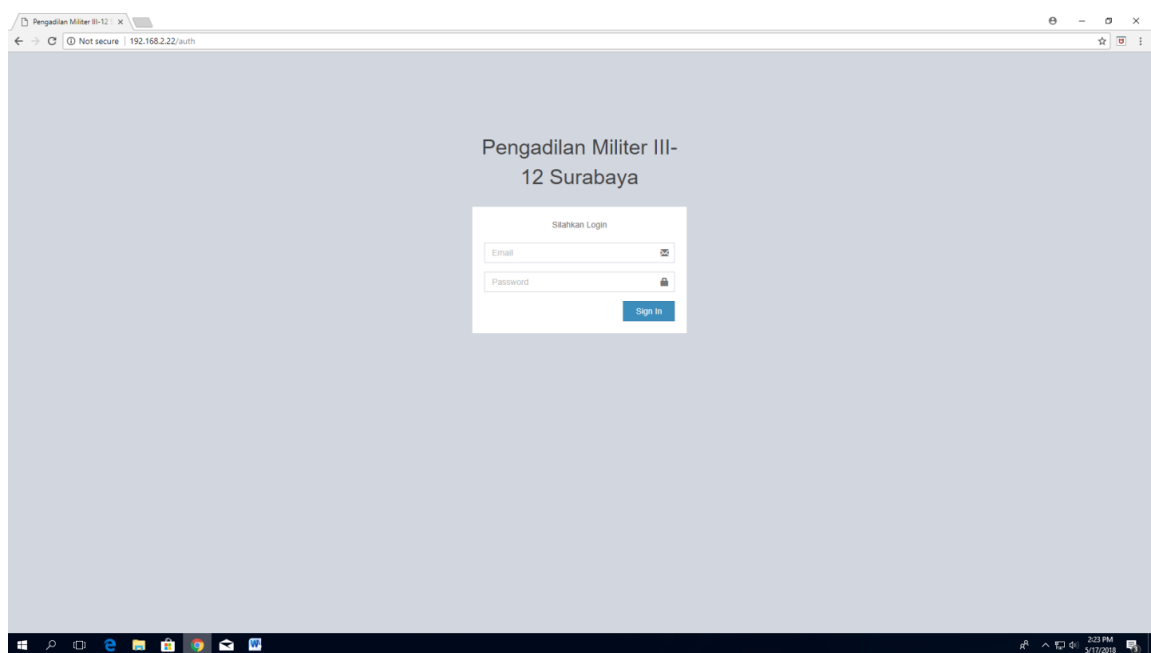 Pengadilan Militer III-12
Not secure | 192.168.2.22/auth
Pengadilan Militer III-
12 Surabaya
Silahkan Login
Email
Password
Sign In
2:23 PM
5/17/2018